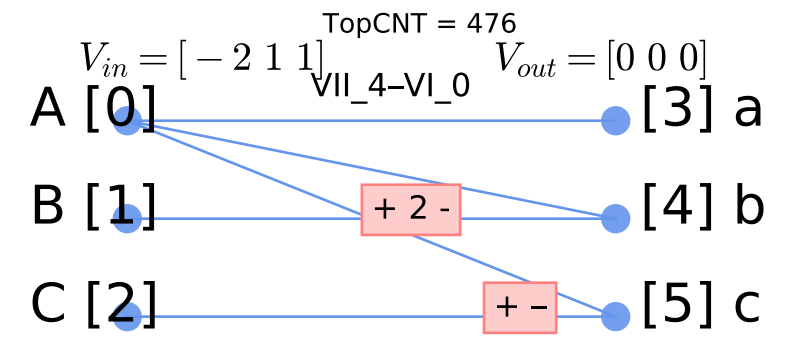 TopCNT = 476
V_in = [ − 2 1 1]
V_out = [0 0 0]
VII_4–VI_0
A [0]
[3] a
B [1]
+ 2 -
[4] b
C [2]
+ –
[5] c